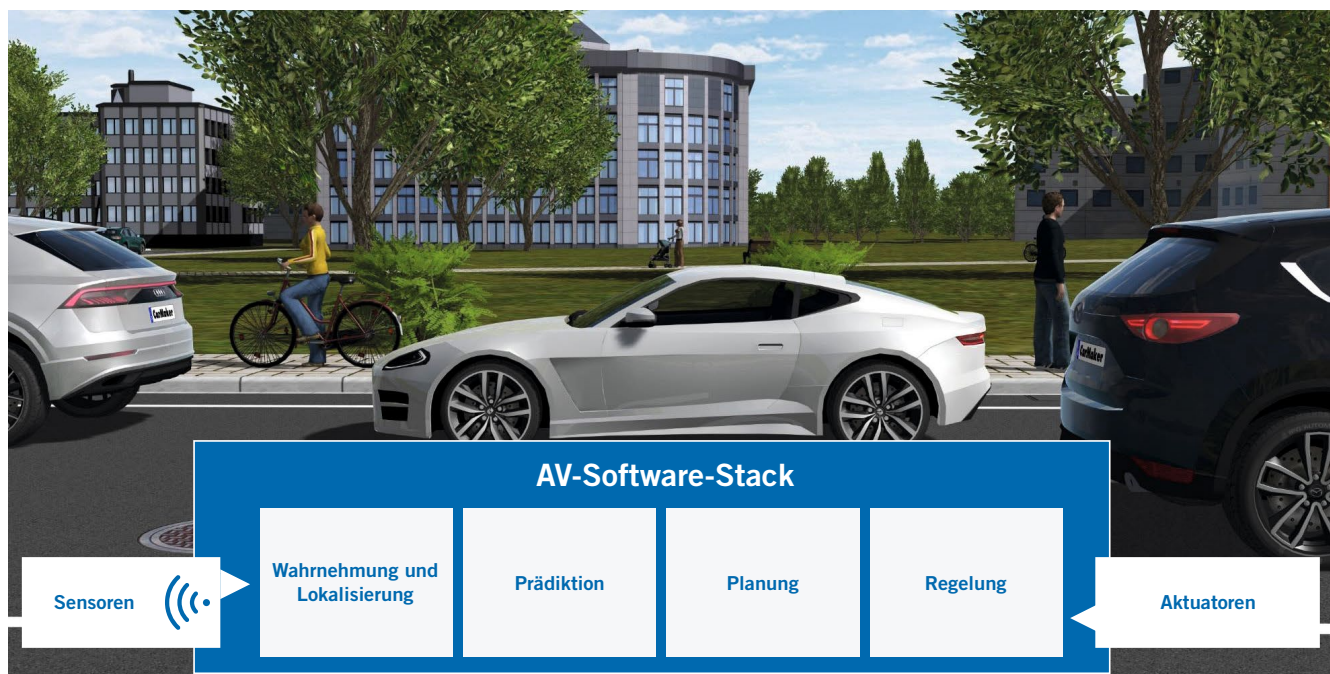 CarMaker
CarMaker
AV-Software-Stack
Sensoren
Wahrnehmung und
Lokalisierung
Prädiktion
Planung
Regelung
Aktuatoren